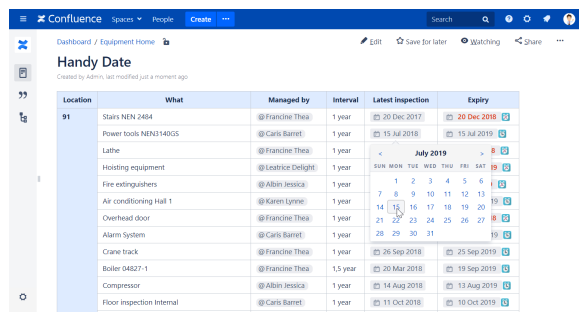 Confluence Spaces People Create ••• Search
Dashboard / Equipment Home
Edit Save for later Watching Share •••
Handy Date
Created by Admin, last modified just a moment ago
Location What Managed by Interval Latest inspection Expiry
91 Stairs NEN 2484 @Francine Thea 1 year 20 Dec 2017 20 Dec 2018
Power tools NEN3140GS @Caris Barret 1 year 15 Jul 2018 15 Jul 2019
Lathe @Francine Thea 1 year 8
Hoisting equipment @Leatrice Delight 1 year 19
Fire extinguishers @Albin Jessica 1 year
Air conditioning Hall 1 @Karen Lynne 1 year 19
Overhead door @Francine Thea 1 year 8
Alarm System @Caris Barret 1 year 19
Crane track @Francine Thea 1 year 26 Sep 2018 25 Sep 2019
Boiler 04827-1 @Francine Thea 1,5 year 20 Mar 2018 19 Sep 2019
Compressor @Albin Jessica 1 year 14 Aug 2018 13 Aug 2019
Floor inspection Internal @Caris Barret 1 year 11 Oct 2018 10 Oct 2019
< July 2019 >
SUN MON TUE WED THU FRI SAT
1 2 3 4 5 6
7 8 9 10 11 12 13
14 15 16 17 18 19 20
21 22 23 24 25 26 27
28 29 30 31